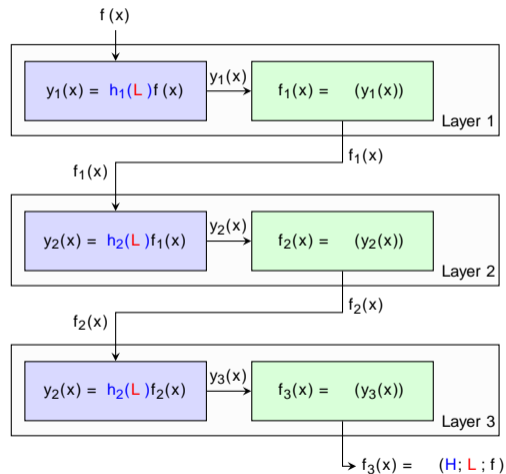 f(x)
y₁(x) = h₁(L)f(x)
y₁(x)
f₁(x) = (y₁(x))
Layer 1
f₁(x)
f₁(x)
y₂(x) = h₂(L)f₁(x)
y₂(x)
f₂(x) = (y₂(x))
Layer 2
f₂(x)
f₂(x)
y₂(x) = h₂(L)f₂(x)
y₃(x)
f₃(x) = (y₃(x))
Layer 3
f₃(x) = (H; L; f)